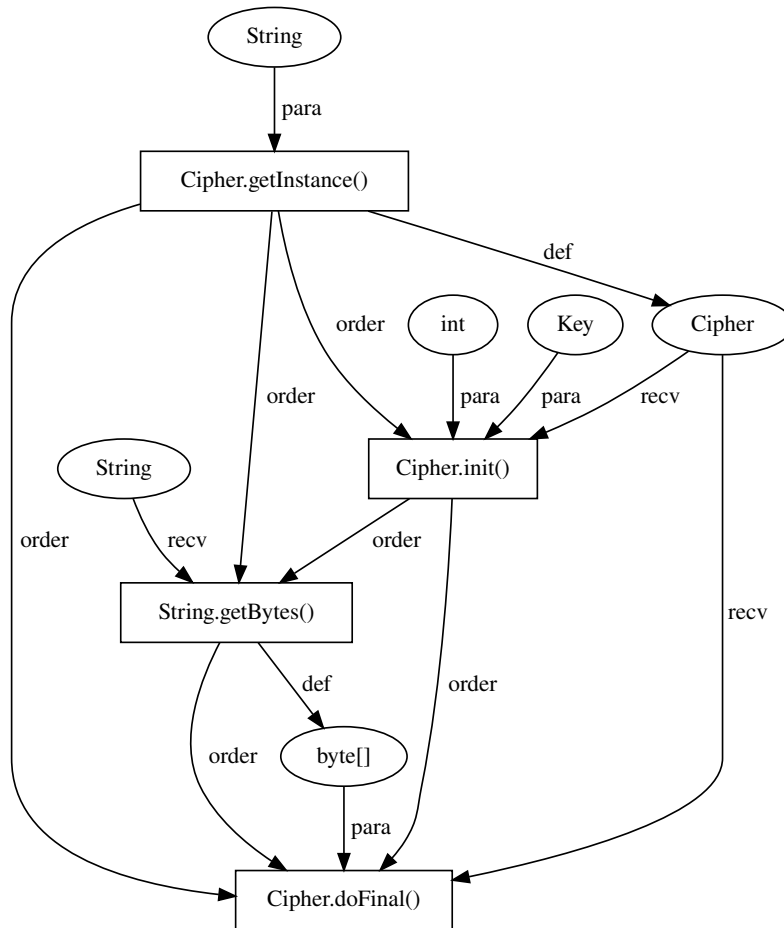 String
para
Cipher.getInstance()
def
order
int
Key
Cipher
order
para
para
recv
String
Cipher.init()
order
recv
order
String.getBytes()
recv
def
order
order
byte[]
para
Cipher.doFinal()